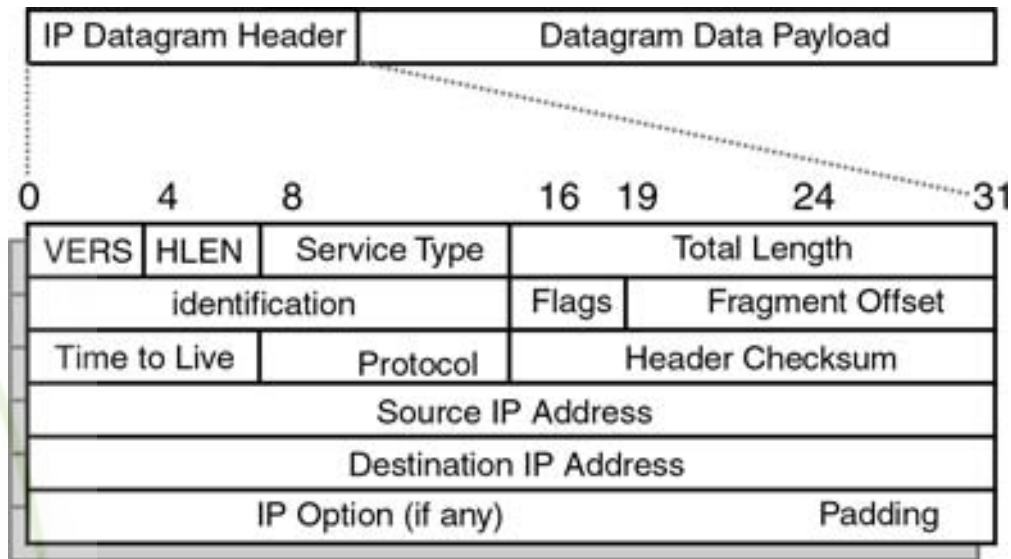 IP Datagram Header Datagram Data Payload
0 4 8 16 19 24 31
VERS HLEN Service Type Total Length
identification Flags Fragment Offset
Time to Live Protocol Header Checksum
Source IP Address
Destination IP Address
IP Option (if any) Padding